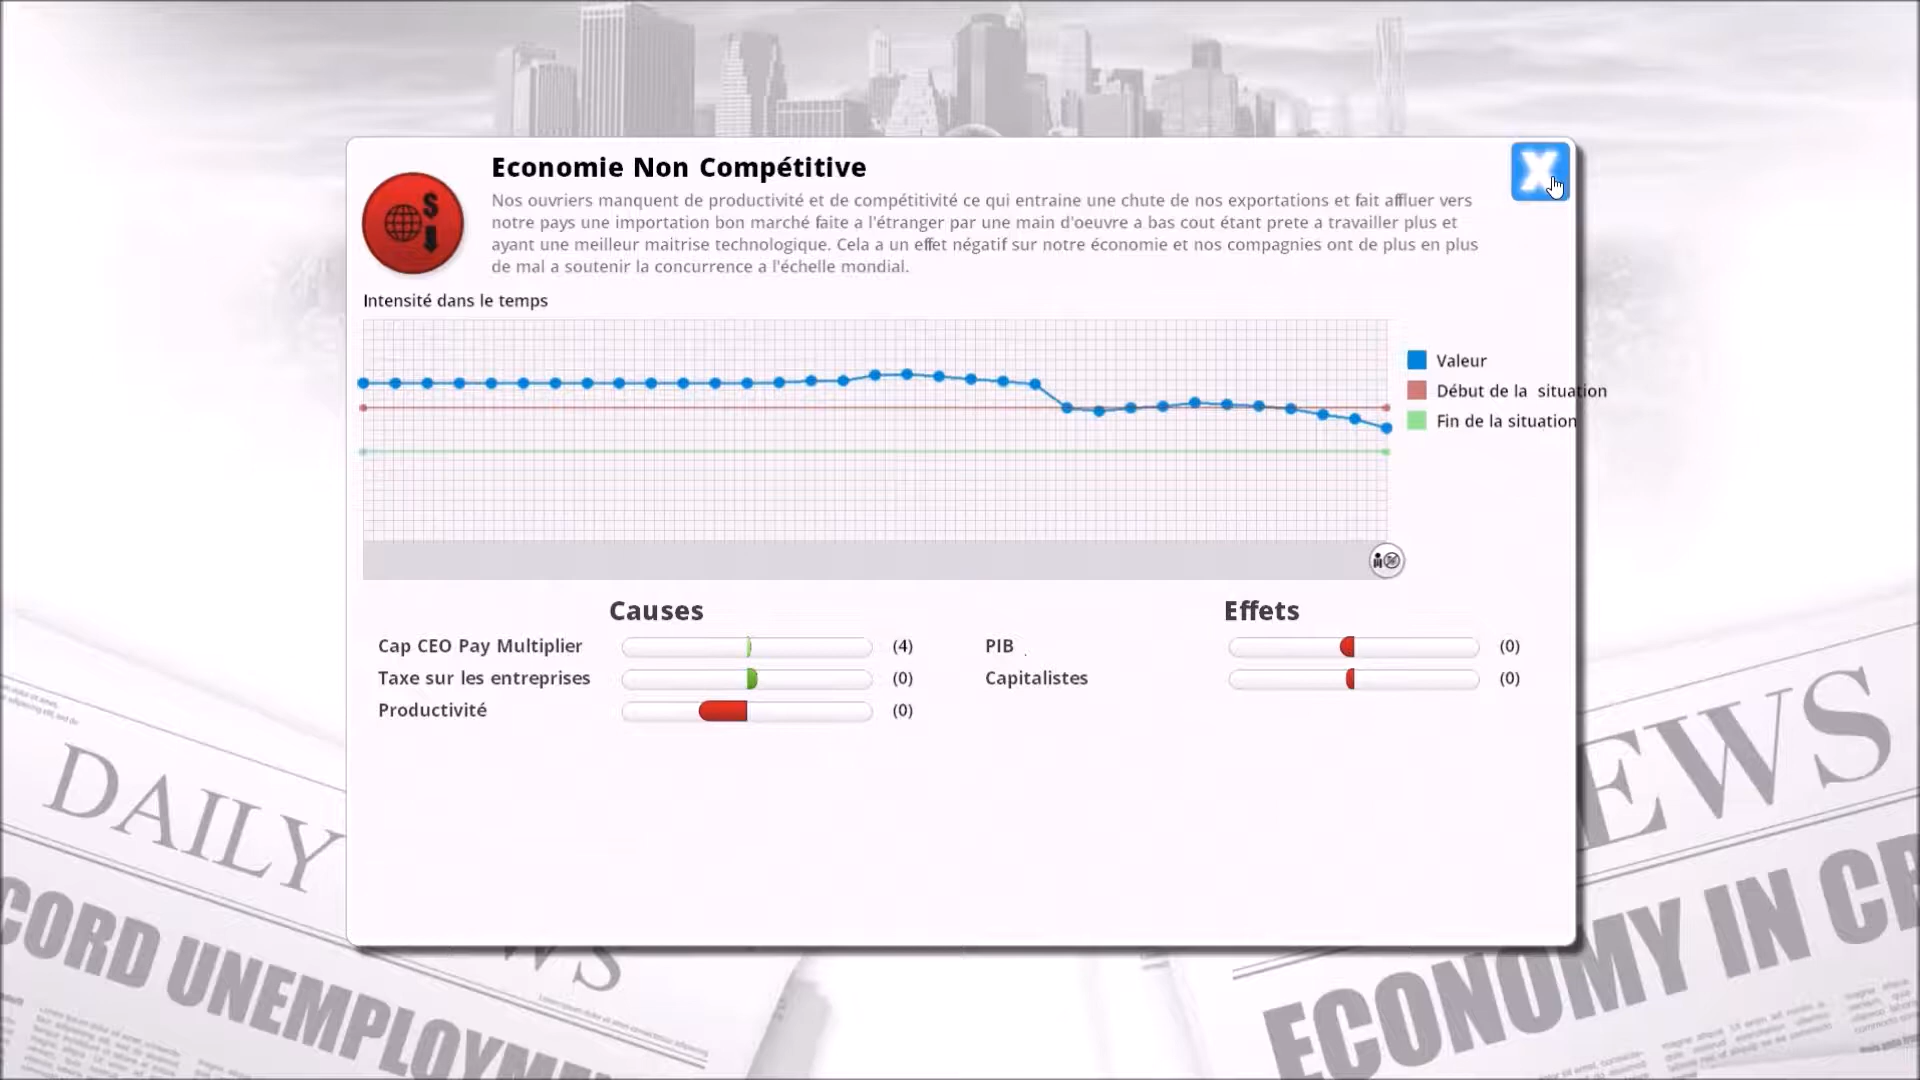 Economie Non Compétitive
Nos ouvriers manquent de productivité et de compétitivité ce qui entraine une chute de nos exportations et fait affluer vers
notre pays une importation bon marché faite a l'étranger par une main d'oeuvre a bas cout étant prete a travailler plus et
ayant une meilleur maitrise technologique. Cela a un effet négatif sur notre économie et nos compagnies ont de plus en plus
de mal a soutenir la concurrence a l'échelle mondial.
X
Intensité dans le temps
Valeur
Début de la situation
Fin de la situation
Causes
Cap CEO Pay Multiplier (4)
Taxe sur les entreprises (0)
Productivité (0)
Effets
PIB (0)
Capitalistes (0)
DAILY
WS
CORD UNEMPLOYME
EWS
ECONOMY IN CR